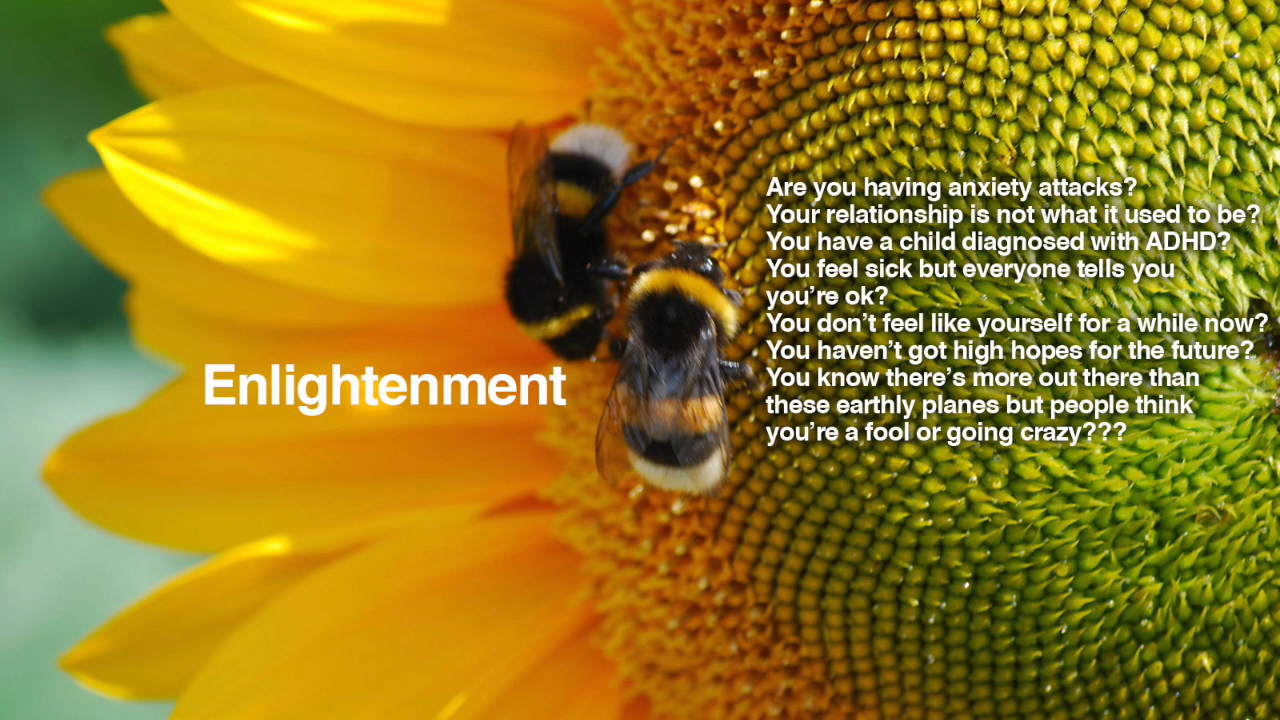 Enlightenment
Are you having anxiety attacks?
Your relationship is not what it used to be?
You have a child diagnosed with ADHD?
You feel sick but everyone tells you
you’re ok?
You don’t feel like yourself for a while now?
You haven’t got high hopes for the future?
You know there’s more out there than
these earthly planes but people think
you’re a fool or going crazy???